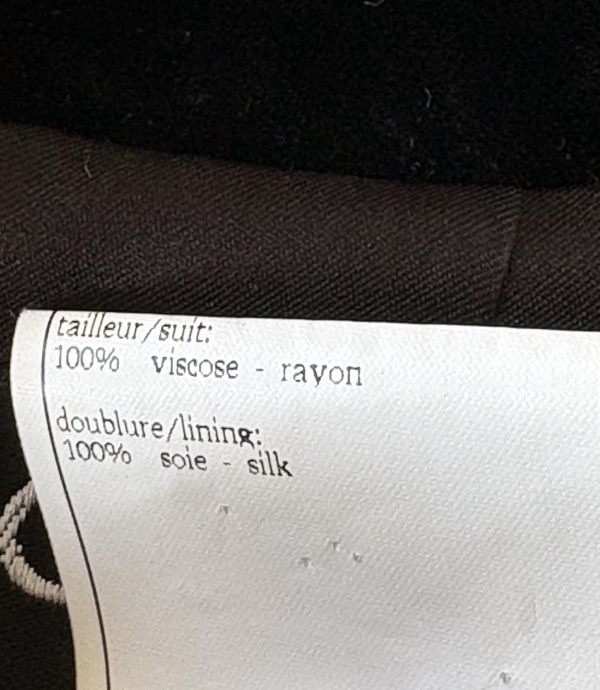 tailleur/suit:
100% viscose - rayon
doublure/lining:
100% soie - silk